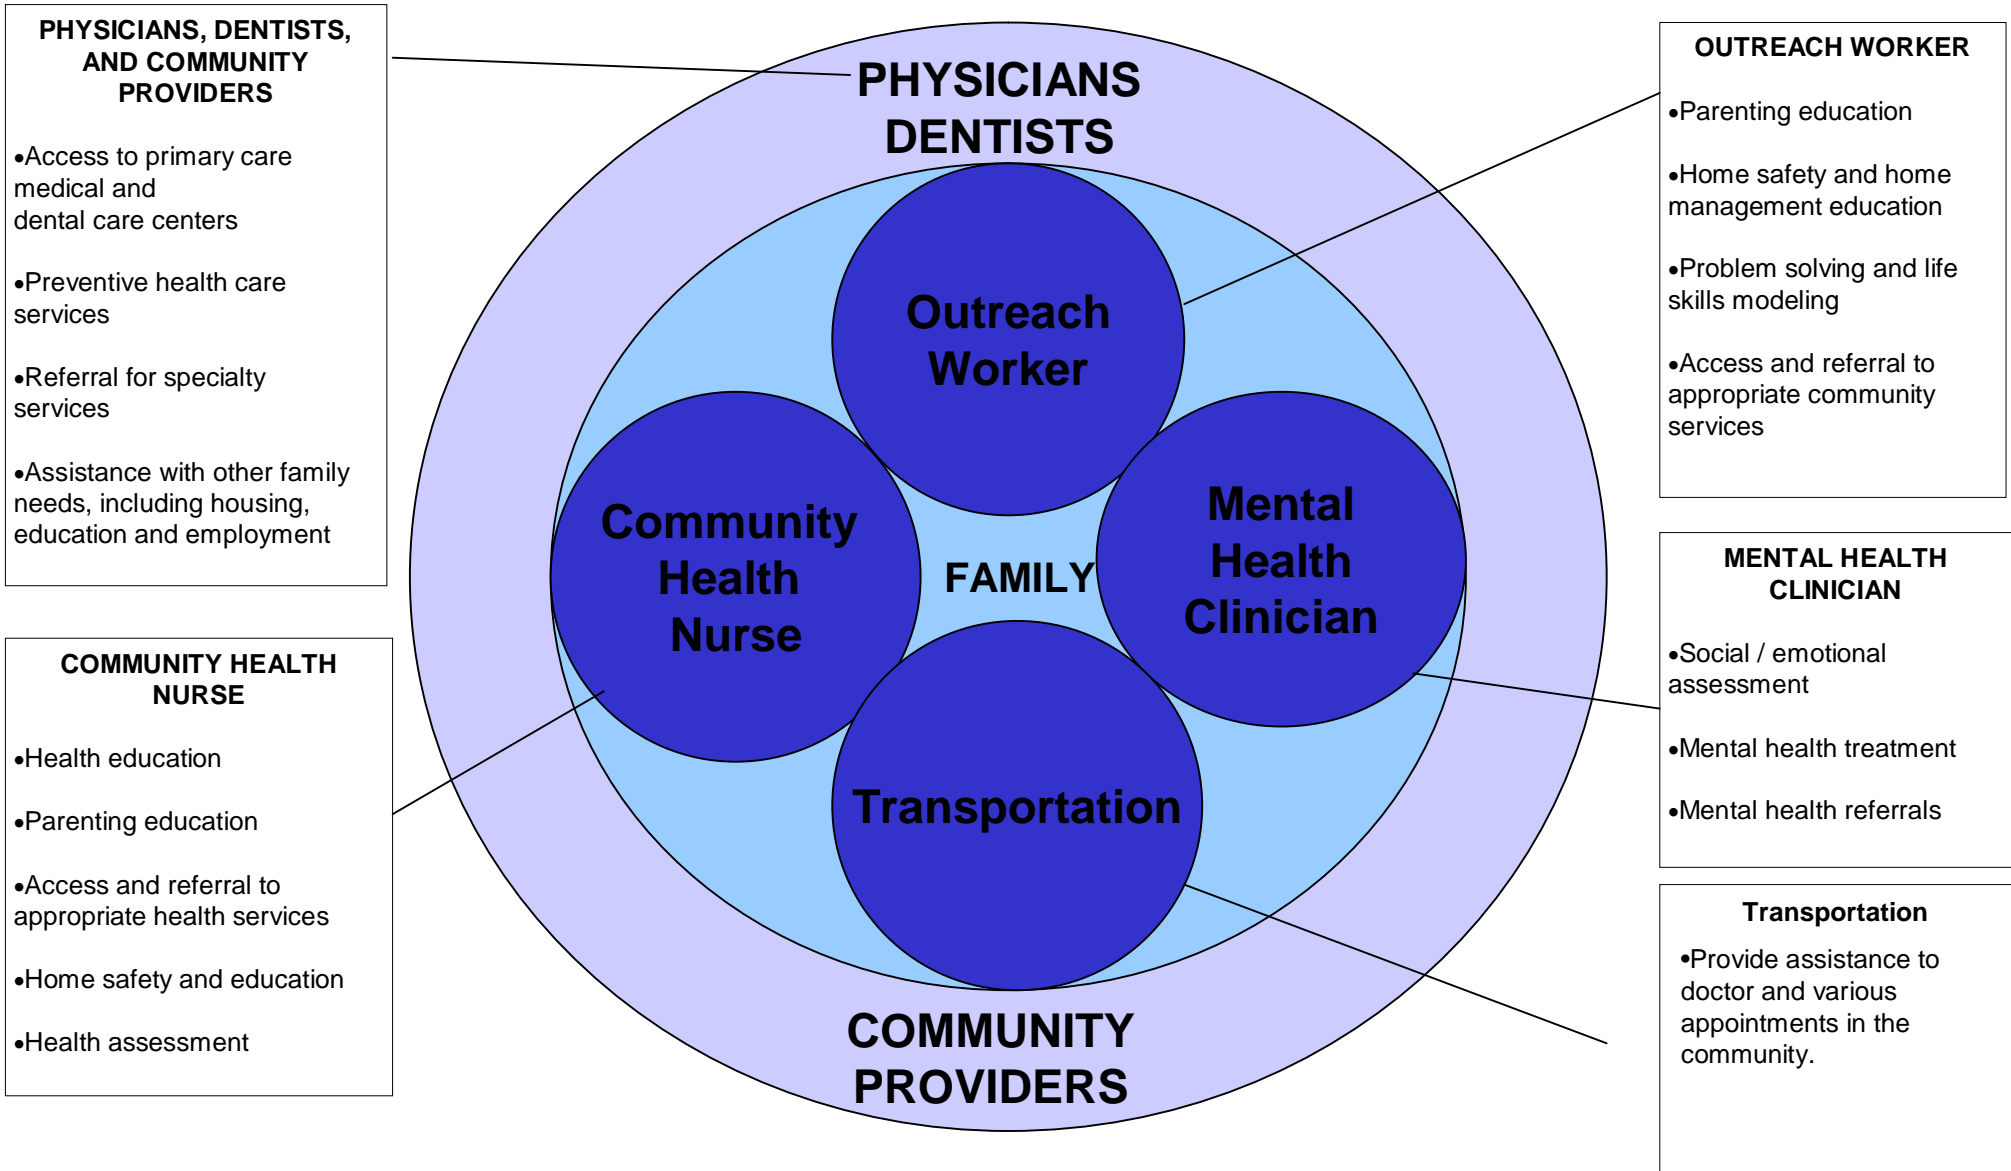 PHYSICIANS, DENTISTS,
AND COMMUNITY
PROVIDERS
•Access to primary care
medical and
dental care centers
•Preventive health care
services
•Referral for specialty
services
•Assistance with other family
needs, including housing,
education and employment
COMMUNITY HEALTH
NURSE
•Health education
•Parenting education
•Access and referral to
appropriate health services
•Home safety and education
•Health assessment
PHYSICIANS
DENTISTS
Outreach
Worker
Community
Health
Nurse
FAMILY
Mental
Health
Clinician
Transportation
COMMUNITY
PROVIDERS
OUTREACH WORKER
•Parenting education
•Home safety and home
management education
•Problem solving and life
skills modeling
•Access and referral to
appropriate community
services
MENTAL HEALTH
CLINICIAN
•Social / emotional
assessment
•Mental health treatment
•Mental health referrals
Transportation
•Provide assistance to
doctor and various
appointments in the
community.